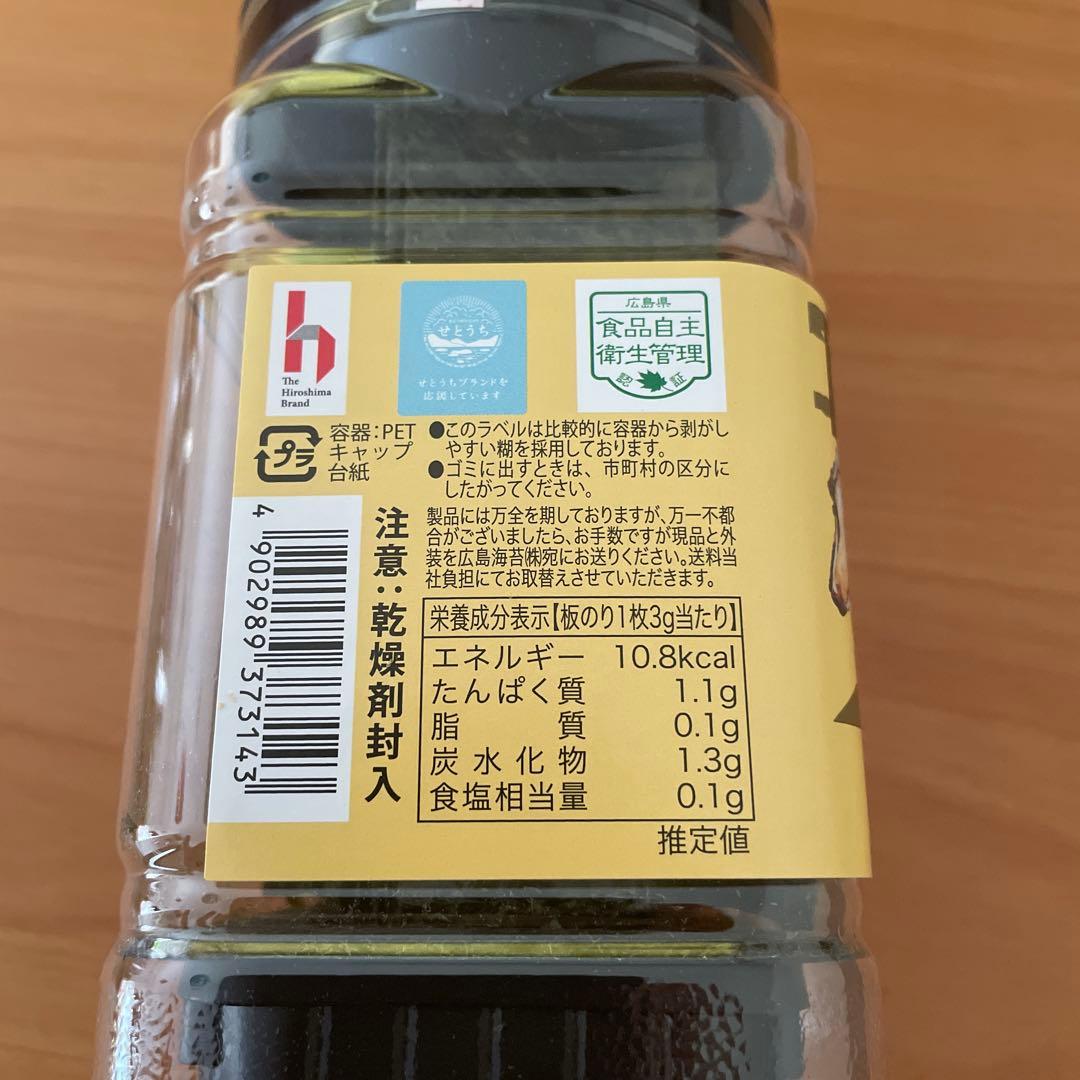 The
Hiroshima
Brand
せとうち
せとうちブランドを
応援しています
広島県
食品自主
衛生管理
認証
プラ
容器:PET
キャップ
台紙
●このラベルは比較的に容器から剥がし
やすい糊を採用しております。
●ゴミに出すときは、市町村の区分に
したがってください。
4 902989 373143
注意:乾燥剤封入
製品には万全を期しておりますが、万一不都
合がございましたら、お手数ですが現品と外
装を広島海苔㈱宛にお送りください。送料当
社負担にてお取替えさせていただきます。
栄養成分表示【板のり1枚3g当たり】
エネルギー 10.8kcal
たんぱく質 1.1g
脂質 0.1g
炭水化物 1.3g
食塩相当量 0.1g
推定値